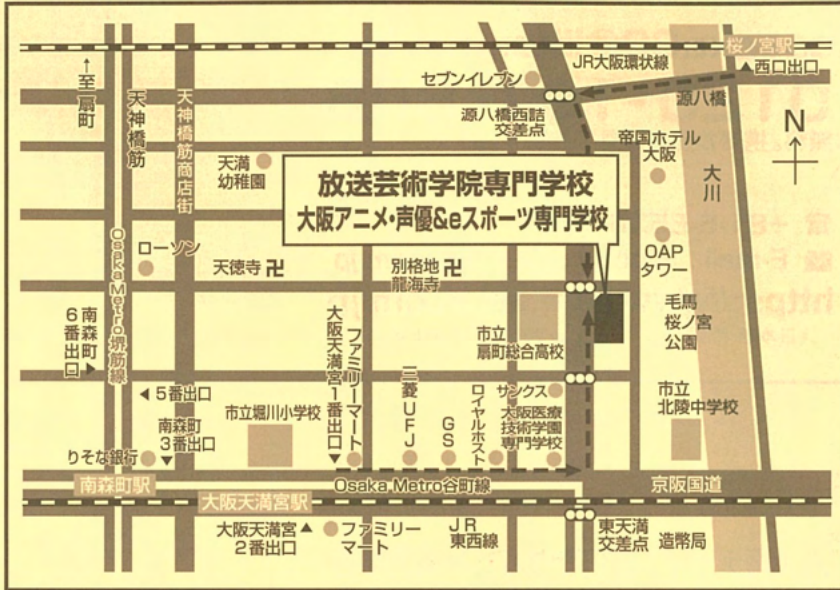 JR大阪環状線
桜ノ宮駅
▲西口出口
←至扇町
天神橋筋
天神橋筋商店街
セブンイレブン
源八橋西詰
交差点
源八橋
帝国ホテル
大阪
大川
N
天満
幼稚園
放送芸術学院専門学校
大阪アニメ・声優&eスポーツ専門学校
Osaka Metro堺筋線
ローソン
天徳寺卍
別格地
龍海寺
卍
OAP
タワー
南森町
6番出口▶
市立
扇町総合高校
毛馬
桜ノ宮
公園
◀5番出口
南森町
3番出口
▼
りそな銀行
市立堀川小学校
大阪天満宮1番出口▼
ファミリーマート
三菱UFJ
GS
ロイヤルホスト
サンクス
大阪医療
技術学園
専門学校
市立
北陵中学校
南森町駅
Osaka Metro谷町線
京阪国道
大阪天満宮駅
大阪天満宮▲
2番出口
ファミリー
マート
JR
東西線
東天満
交差点
造幣局